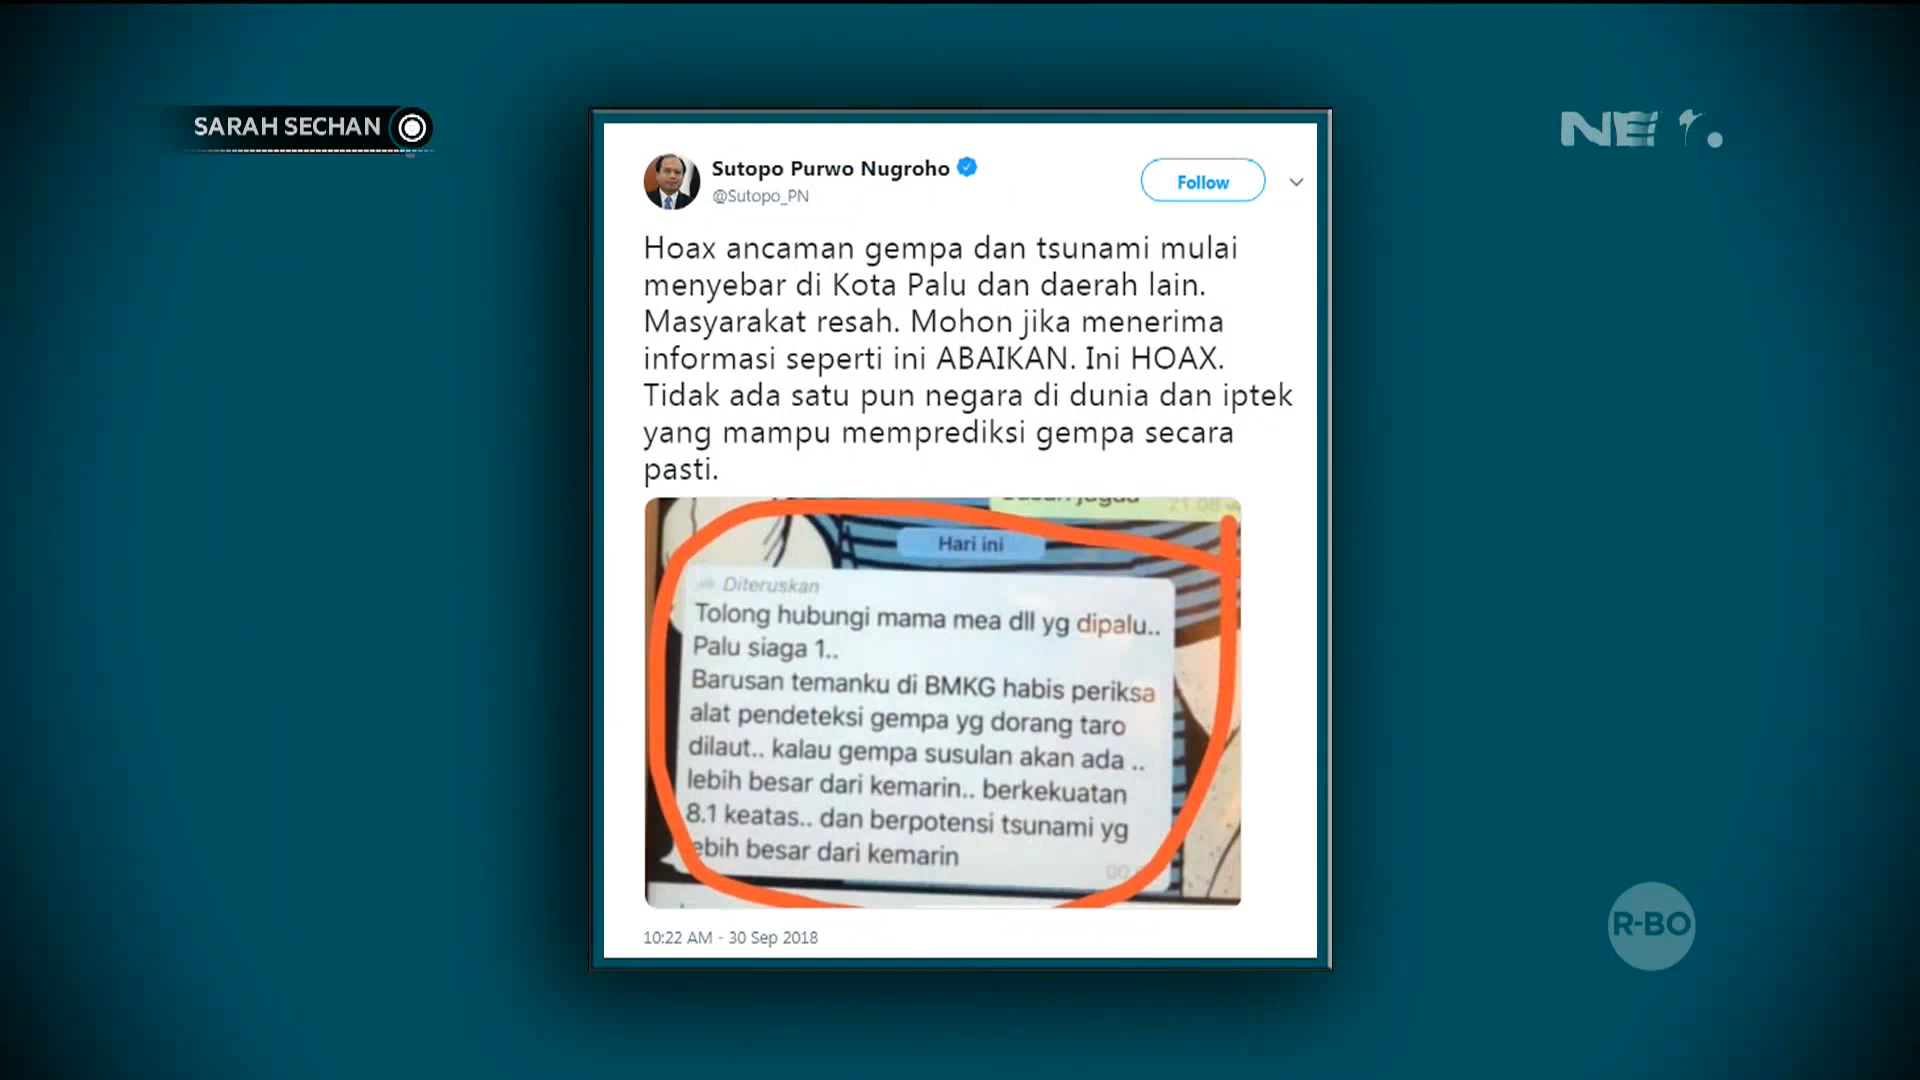 SARAH SECHAN
NET.
Sutopo Purwo Nugroho
@Sutopo_PN
Follow
Hoax ancaman gempa dan tsunami mulai
menyebar di Kota Palu dan daerah lain.
Masyarakat resah. Mohon jika menerima
informasi seperti ini ABAIKAN. Ini HOAX.
Tidak ada satu pun negara di dunia dan iptek
yang mampu memprediksi gempa secara
pasti.
21.08
Hari ini
Diteruskan
Tolong hubungi mama mea dll yg dipalu..
Palu siaga 1..
Barusan temanku di BMKG habis periksa
alat pendeteksi gempa yg dorang taro
dilaut.. kalau gempa susulan akan ada ..
lebih besar dari kemarin.. berkekuatan
8.1 keatas.. dan berpotensi tsunami yg
ebih besar dari kemarin
10:22 AM - 30 Sep 2018
R-BO